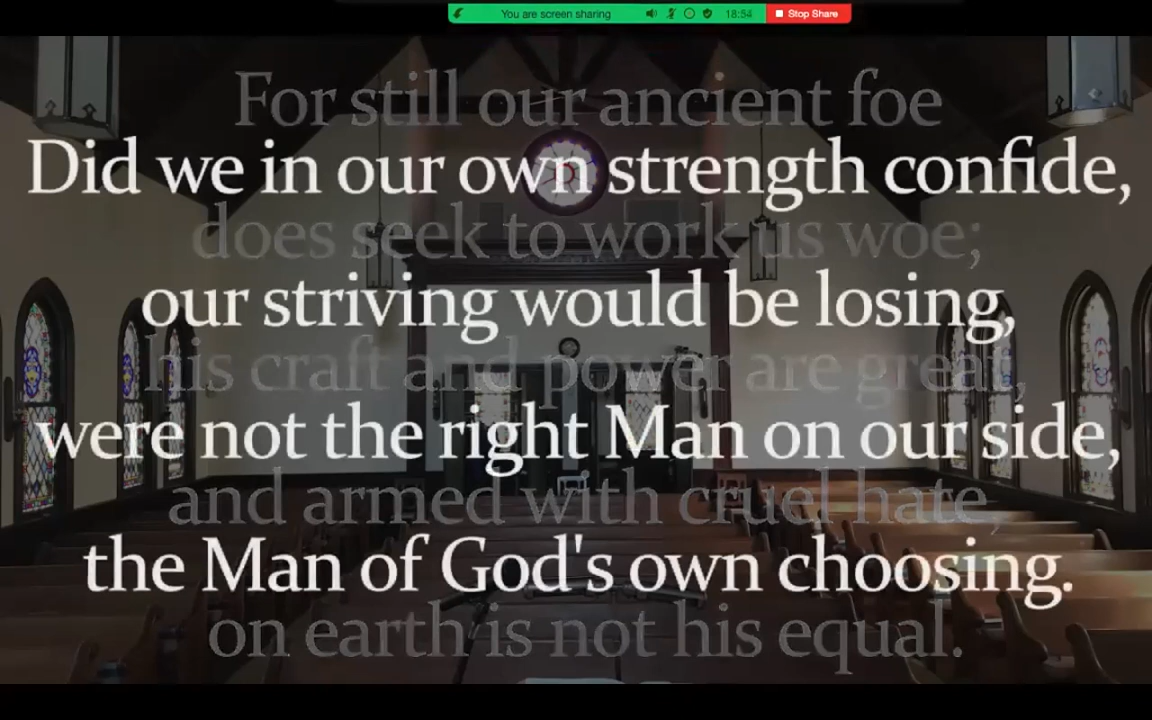 You are screen sharing
18:54
Stop Share
For still our ancient foe
Did we in our own strength confide,
does seek to work us woe;
our striving would be losing,
his craft and power are great,
were not the right Man on our side,
and armed with cruel hate,
the Man of God's own choosing.
on earth is not his equal.